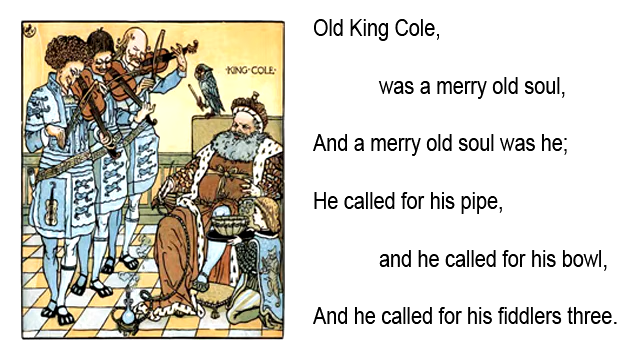 ·KING·COLE·
Old King Cole,
was a merry old soul,
And a merry old soul was he;
He called for his pipe,
and he called for his bowl,
And he called for his fiddlers three.